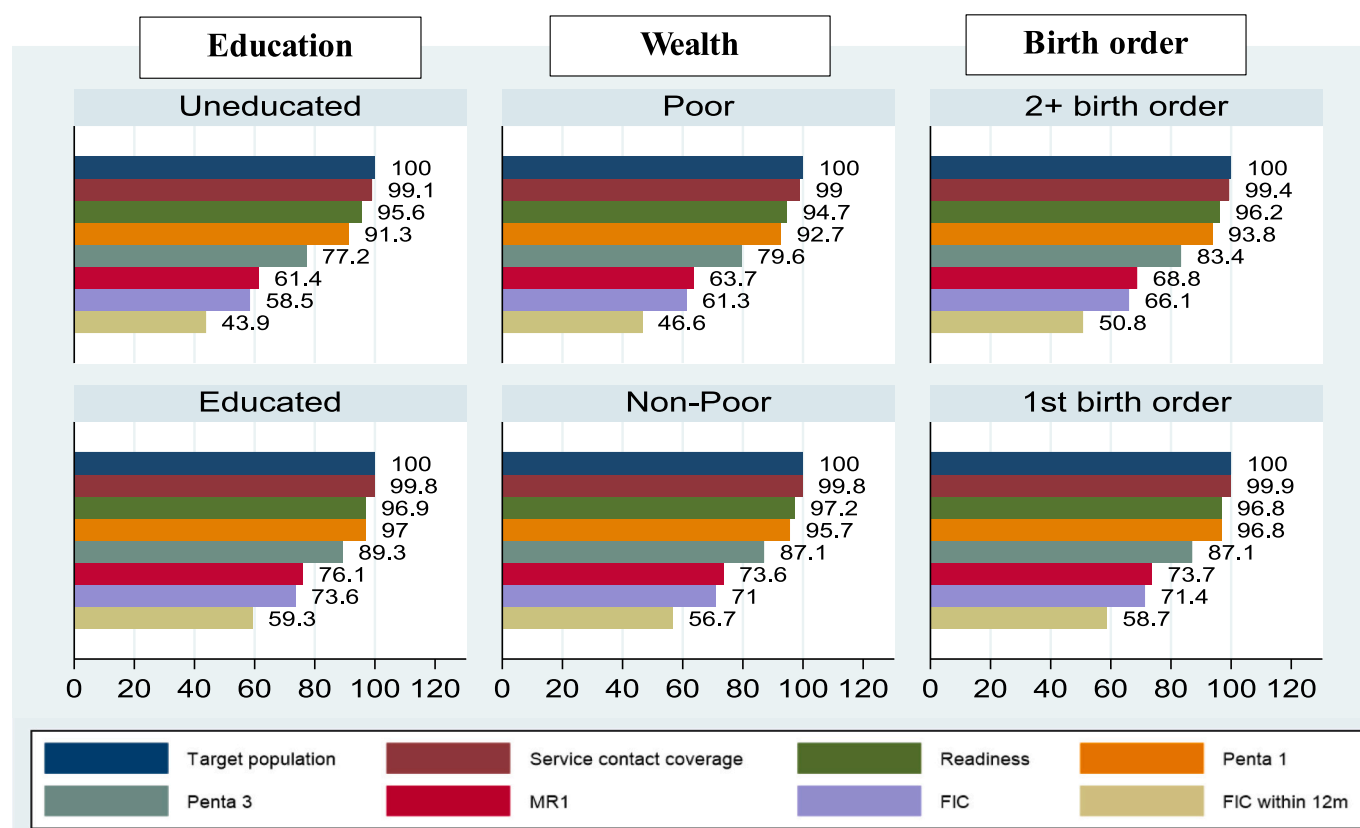 Education Wealth Birth order
Uneducated Poor 2+ birth order
100 100 100
99.1 99 99.4
95.6 94.7 96.2
91.3 92.7 93.8
77.2 79.6 83.4
61.4 63.7 68.8
58.5 61.3 66.1
43.9 46.6 50.8
Educated Non-Poor 1st birth order
100 100 100
99.8 99.8 99.9
96.9 97.2 96.8
97 95.7 96.8
89.3 87.1 87.1
76.1 73.6 73.7
73.6 71 71.4
59.3 56.7 58.7
0 20 40 60 80 100 120 0 20 40 60 80 100 120 0 20 40 60 80 100 120
Target population Service contact coverage Readiness Penta 1
Penta 3 MR1 FIC FIC within 12m